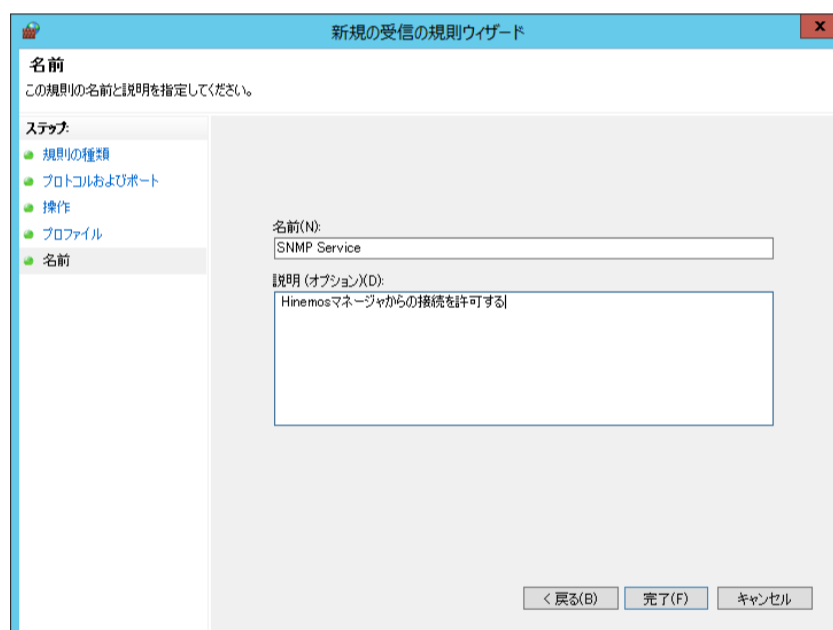 新規の受信の規則ウィザード
x
名前
この規則の名前と説明を指定してください。
ステップ:
規則の種類
プロトコルおよびポート
操作
プロファイル
名前
名前(N):
SNMP Service
説明 (オプション)(D):
Hinemosマネージャからの接続を許可する
< 戻る(B)
完了(F)
キャンセル